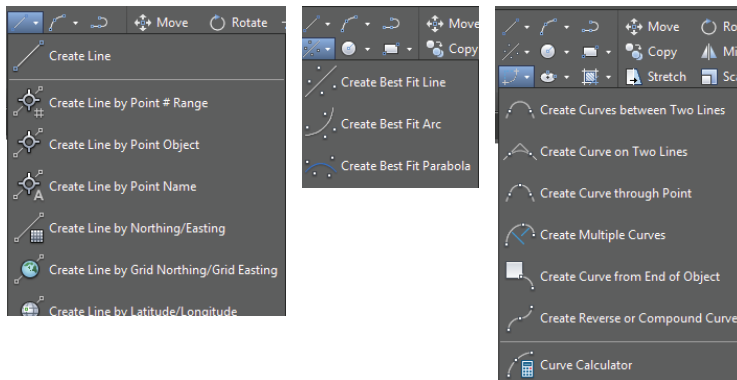 Move Rotate
Create Line
Create Line by Point # Range
Create Line by Point Object
Create Line by Point Name
Create Line by Northing/Easting
Create Line by Grid Northing/Grid Easting
Create Line by Latitude/Longitude
Move
Copy
Create Best Fit Line
Create Best Fit Arc
Create Best Fit Parabola
Move Ro
Copy Mi
Stretch Sca
Create Curves between Two Lines
Create Curve on Two Lines
Create Curve through Point
Create Multiple Curves
Create Curve from End of Object
Create Reverse or Compound Curve
Curve Calculator